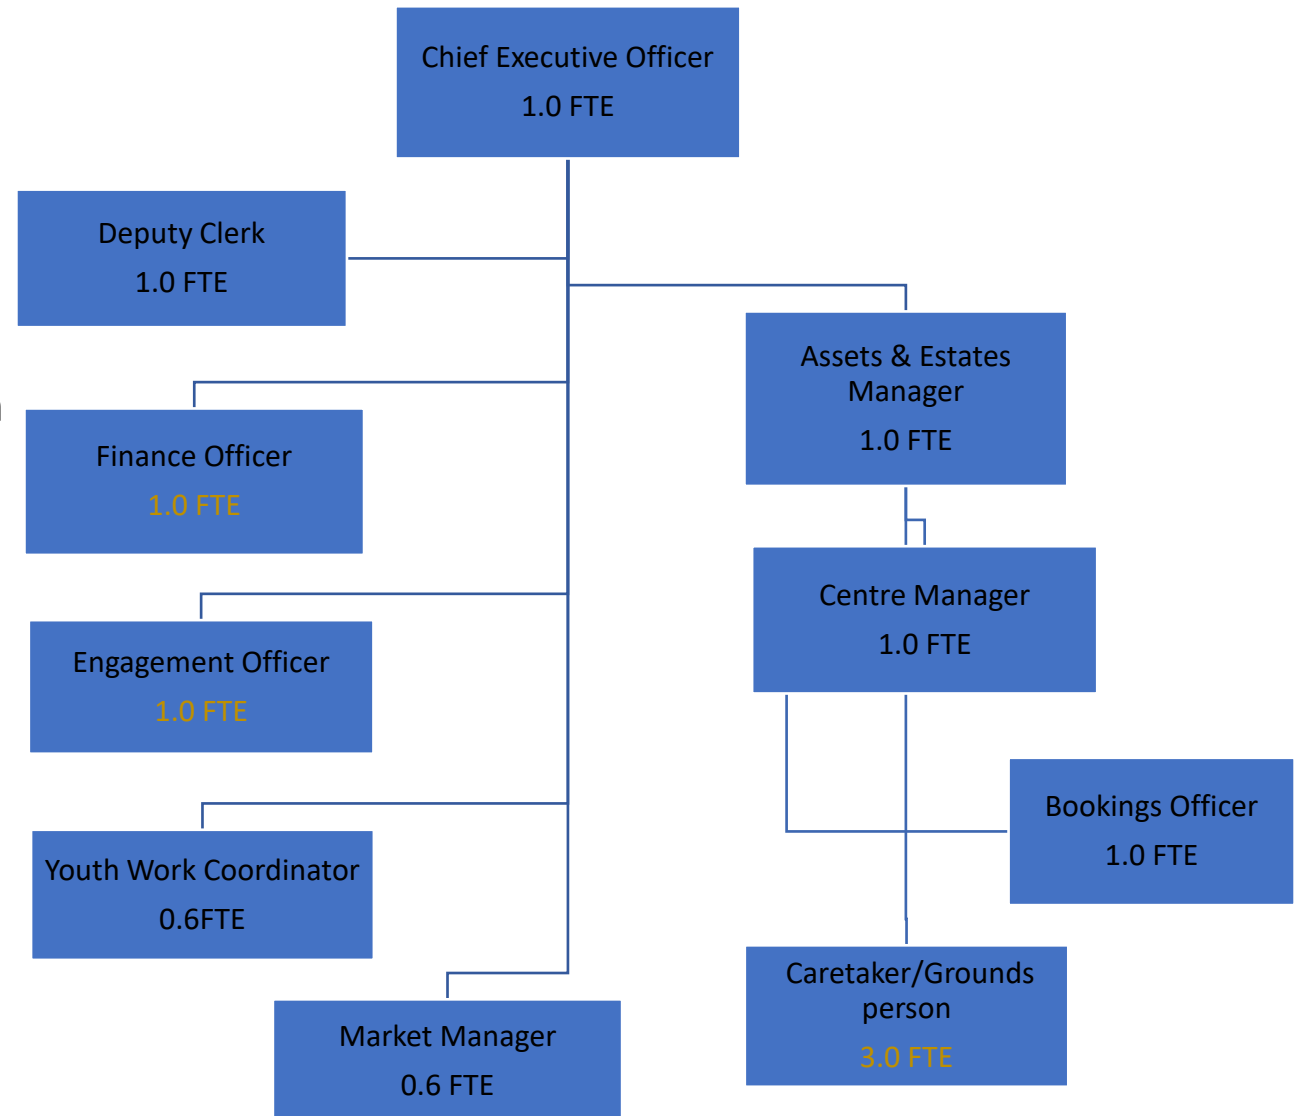 Chief Executive Officer
1.0 FTE
Deputy Clerk
1.0 FTE
Assets & Estates
Manager
1.0 FTE
Finance Officer
1.0 FTE
Centre Manager
1.0 FTE
Engagement Officer
1.0 FTE
Bookings Officer
1.0 FTE
Youth Work Coordinator
0.6FTE
Caretaker/Grounds
person
3.0 FTE
Market Manager
0.6 FTE